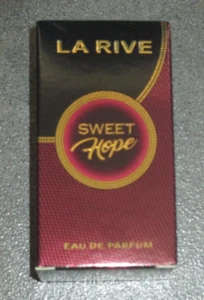 LA RIVE
SWEET
Hope
EAU DE PARFUM